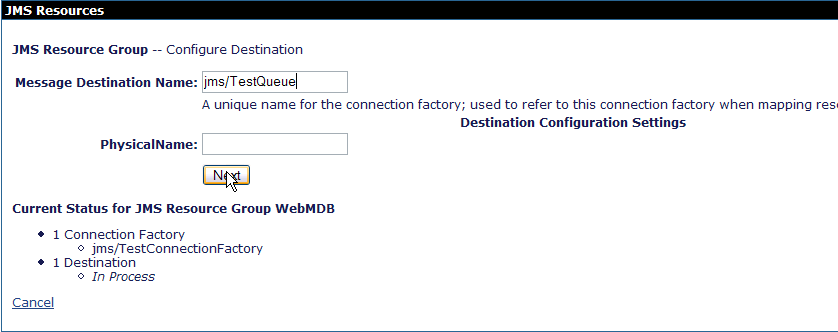 JMS Resources
JMS Resource Group -- Configure Destination
Message Destination Name: jms/TestQueue
A unique name for the connection factory; used to refer to this connection factory when mapping
Destination Configuration Settings
PhysicalName:
Next
Current Status for JMS Resource Group WebMDB
1 Connection Factory
jms/TestConnectionFactory
1 Destination
In Process
Cancel